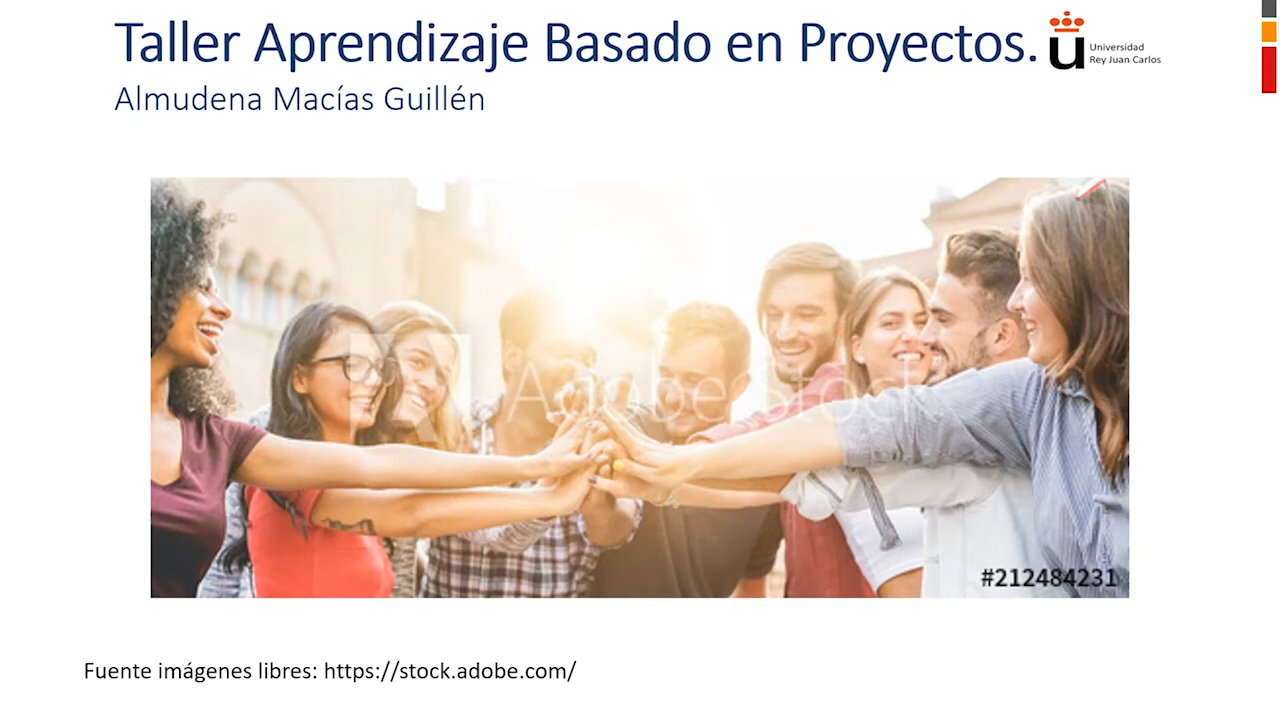 Taller Aprendizaje Basado en Proyectos.
Universidad
Rey Juan Carlos
Almudena Macías Guillén
Adobe Stock
#212484231
Fuente imágenes libres: https://stock.adobe.com/